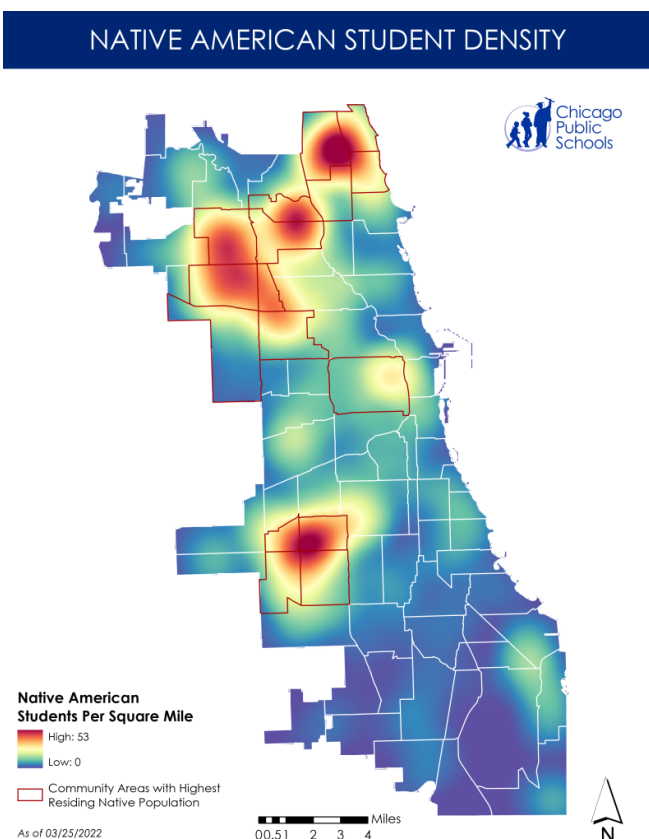 NATIVE AMERICAN STUDENT DENSITY
Chicago
Public
Schools
Native American
Students Per Square Mile
High: 53
Low: 0
Community Areas with Highest
Residing Native Population
As of 03/25/2022
Miles
00.51 2 3 4
N